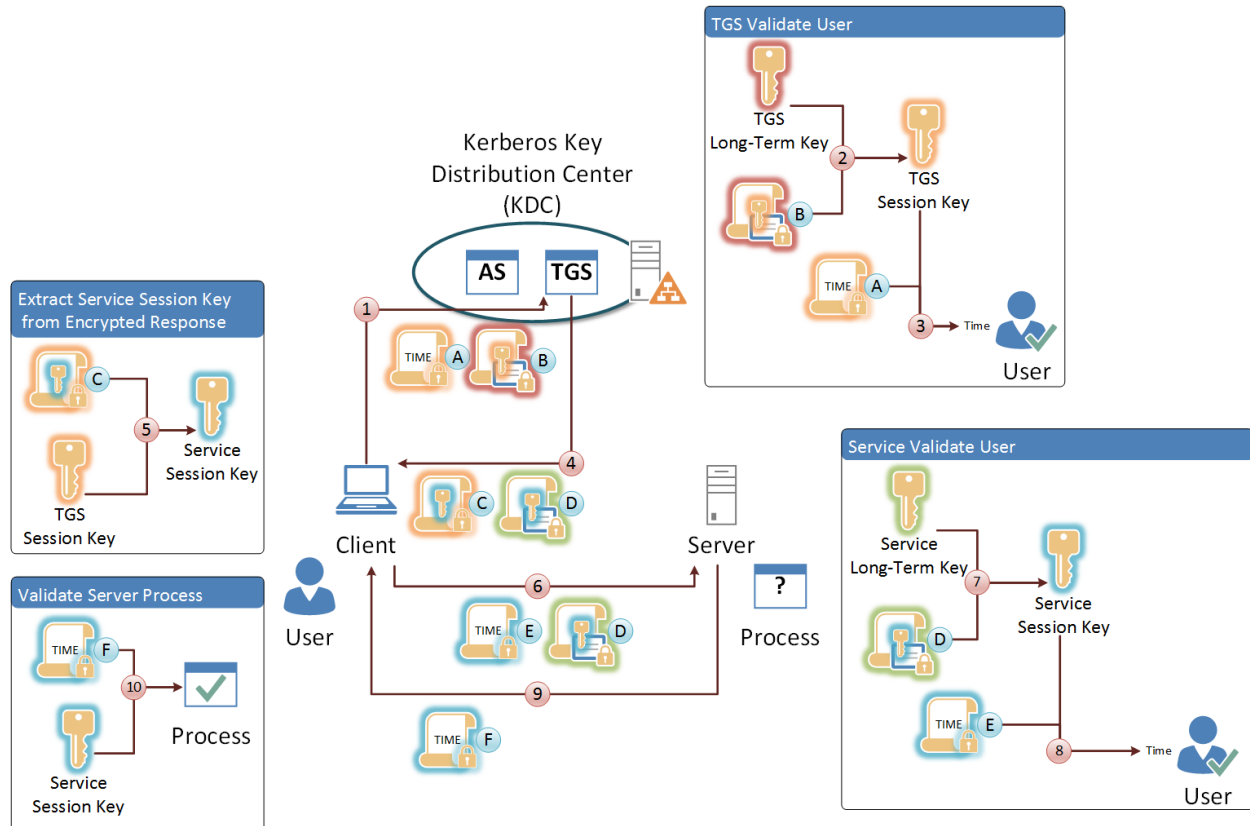 TGS Validate User
TGS
Long-Term Key
2
TGS
Session Key
B
TIME
A
3
Time
User
Kerberos Key
Distribution Center
(KDC)
AS
TGS
1
TIME
A
B
4
C
D
Client
Server
User
6
TIME
E
D
?
Process
9
TIME
F
Extract Service Session Key
from Encrypted Response
C
5
Service
Session Key
TGS
Session Key
Validate Server Process
TIME
F
10
Process
Service
Session Key
Service Validate User
Service
Long-Term Key
7
Service
Session Key
D
TIME
E
8
Time
User